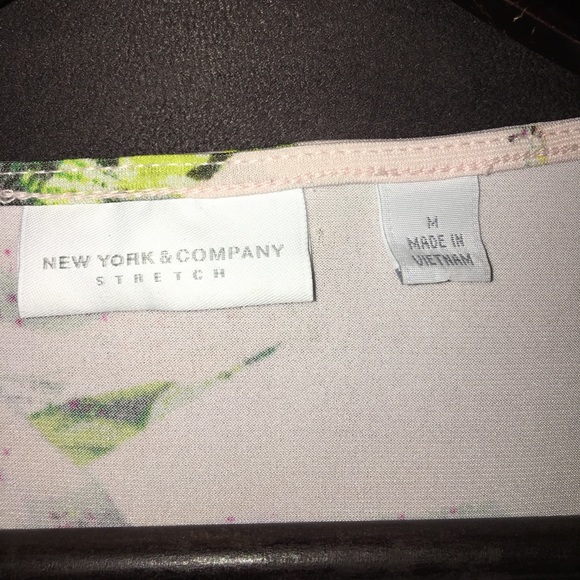 NEW YORK & COMPANY
STRETCH
M
MADE IN
VIETNAM